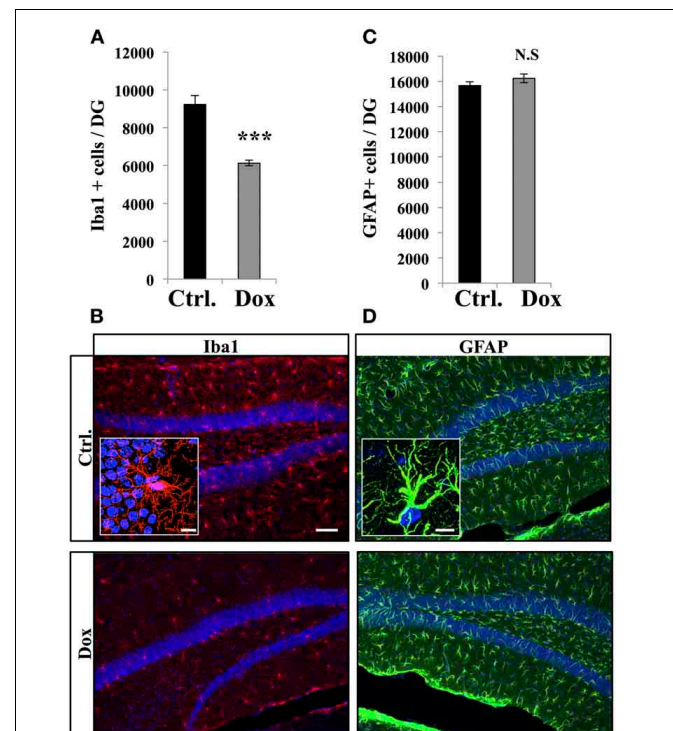 A
12000
10000
8000
6000
4000
2000
0
Iba1 + cells / DG
***
Ctrl. Dox
C
18000
16000
14000
12000
10000
8000
6000
4000
2000
0
GFAP+ cells / DG
N.S
Ctrl. Dox
B
Iba1
D
GFAP
Ctrl.
Dox